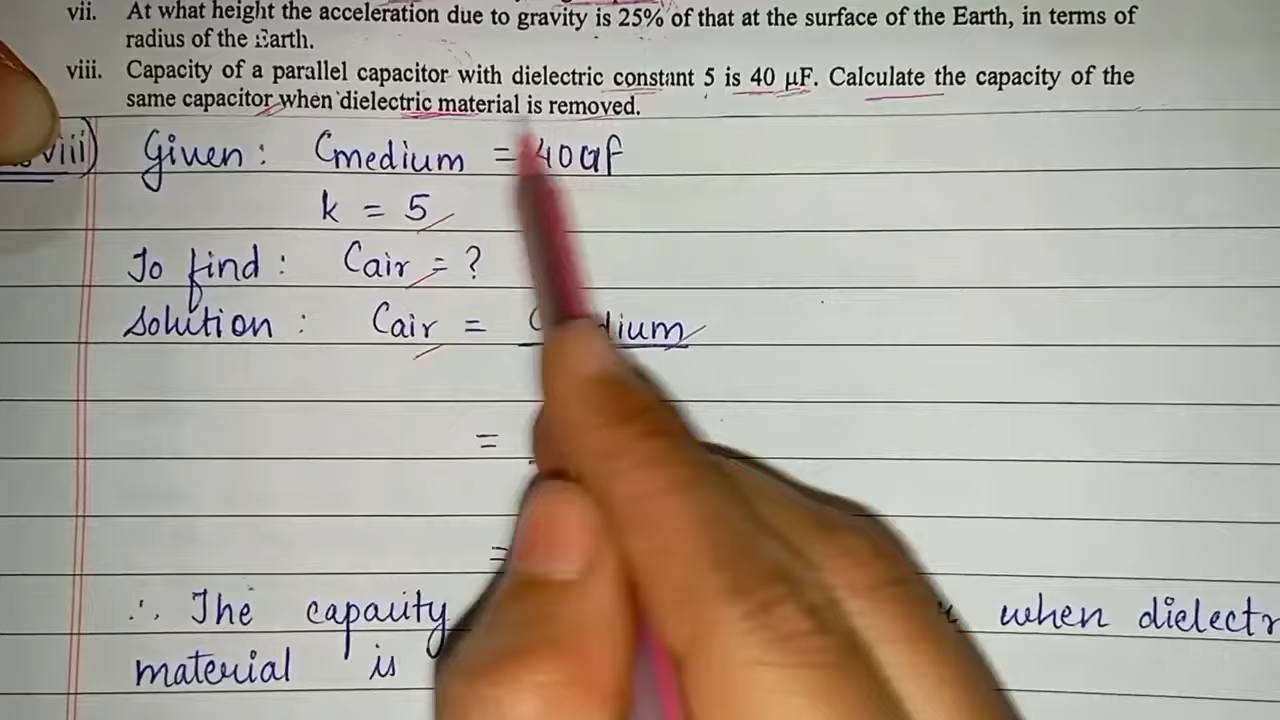 vii. At what height the acceleration due to gravity is 25% of that at the surface of the Earth, in terms of
radius of the Earth.
viii. Capacity of a parallel capacitor with dielectric constant 5 is 40 μF. Calculate the capacity of the
same capacitor when dielectric material is removed.
viii) Given: Cmedium = 40μf
k = 5
To find: Cair = ?
Solution: Cair =
=
=
∴ The capacity when dielectr
material is